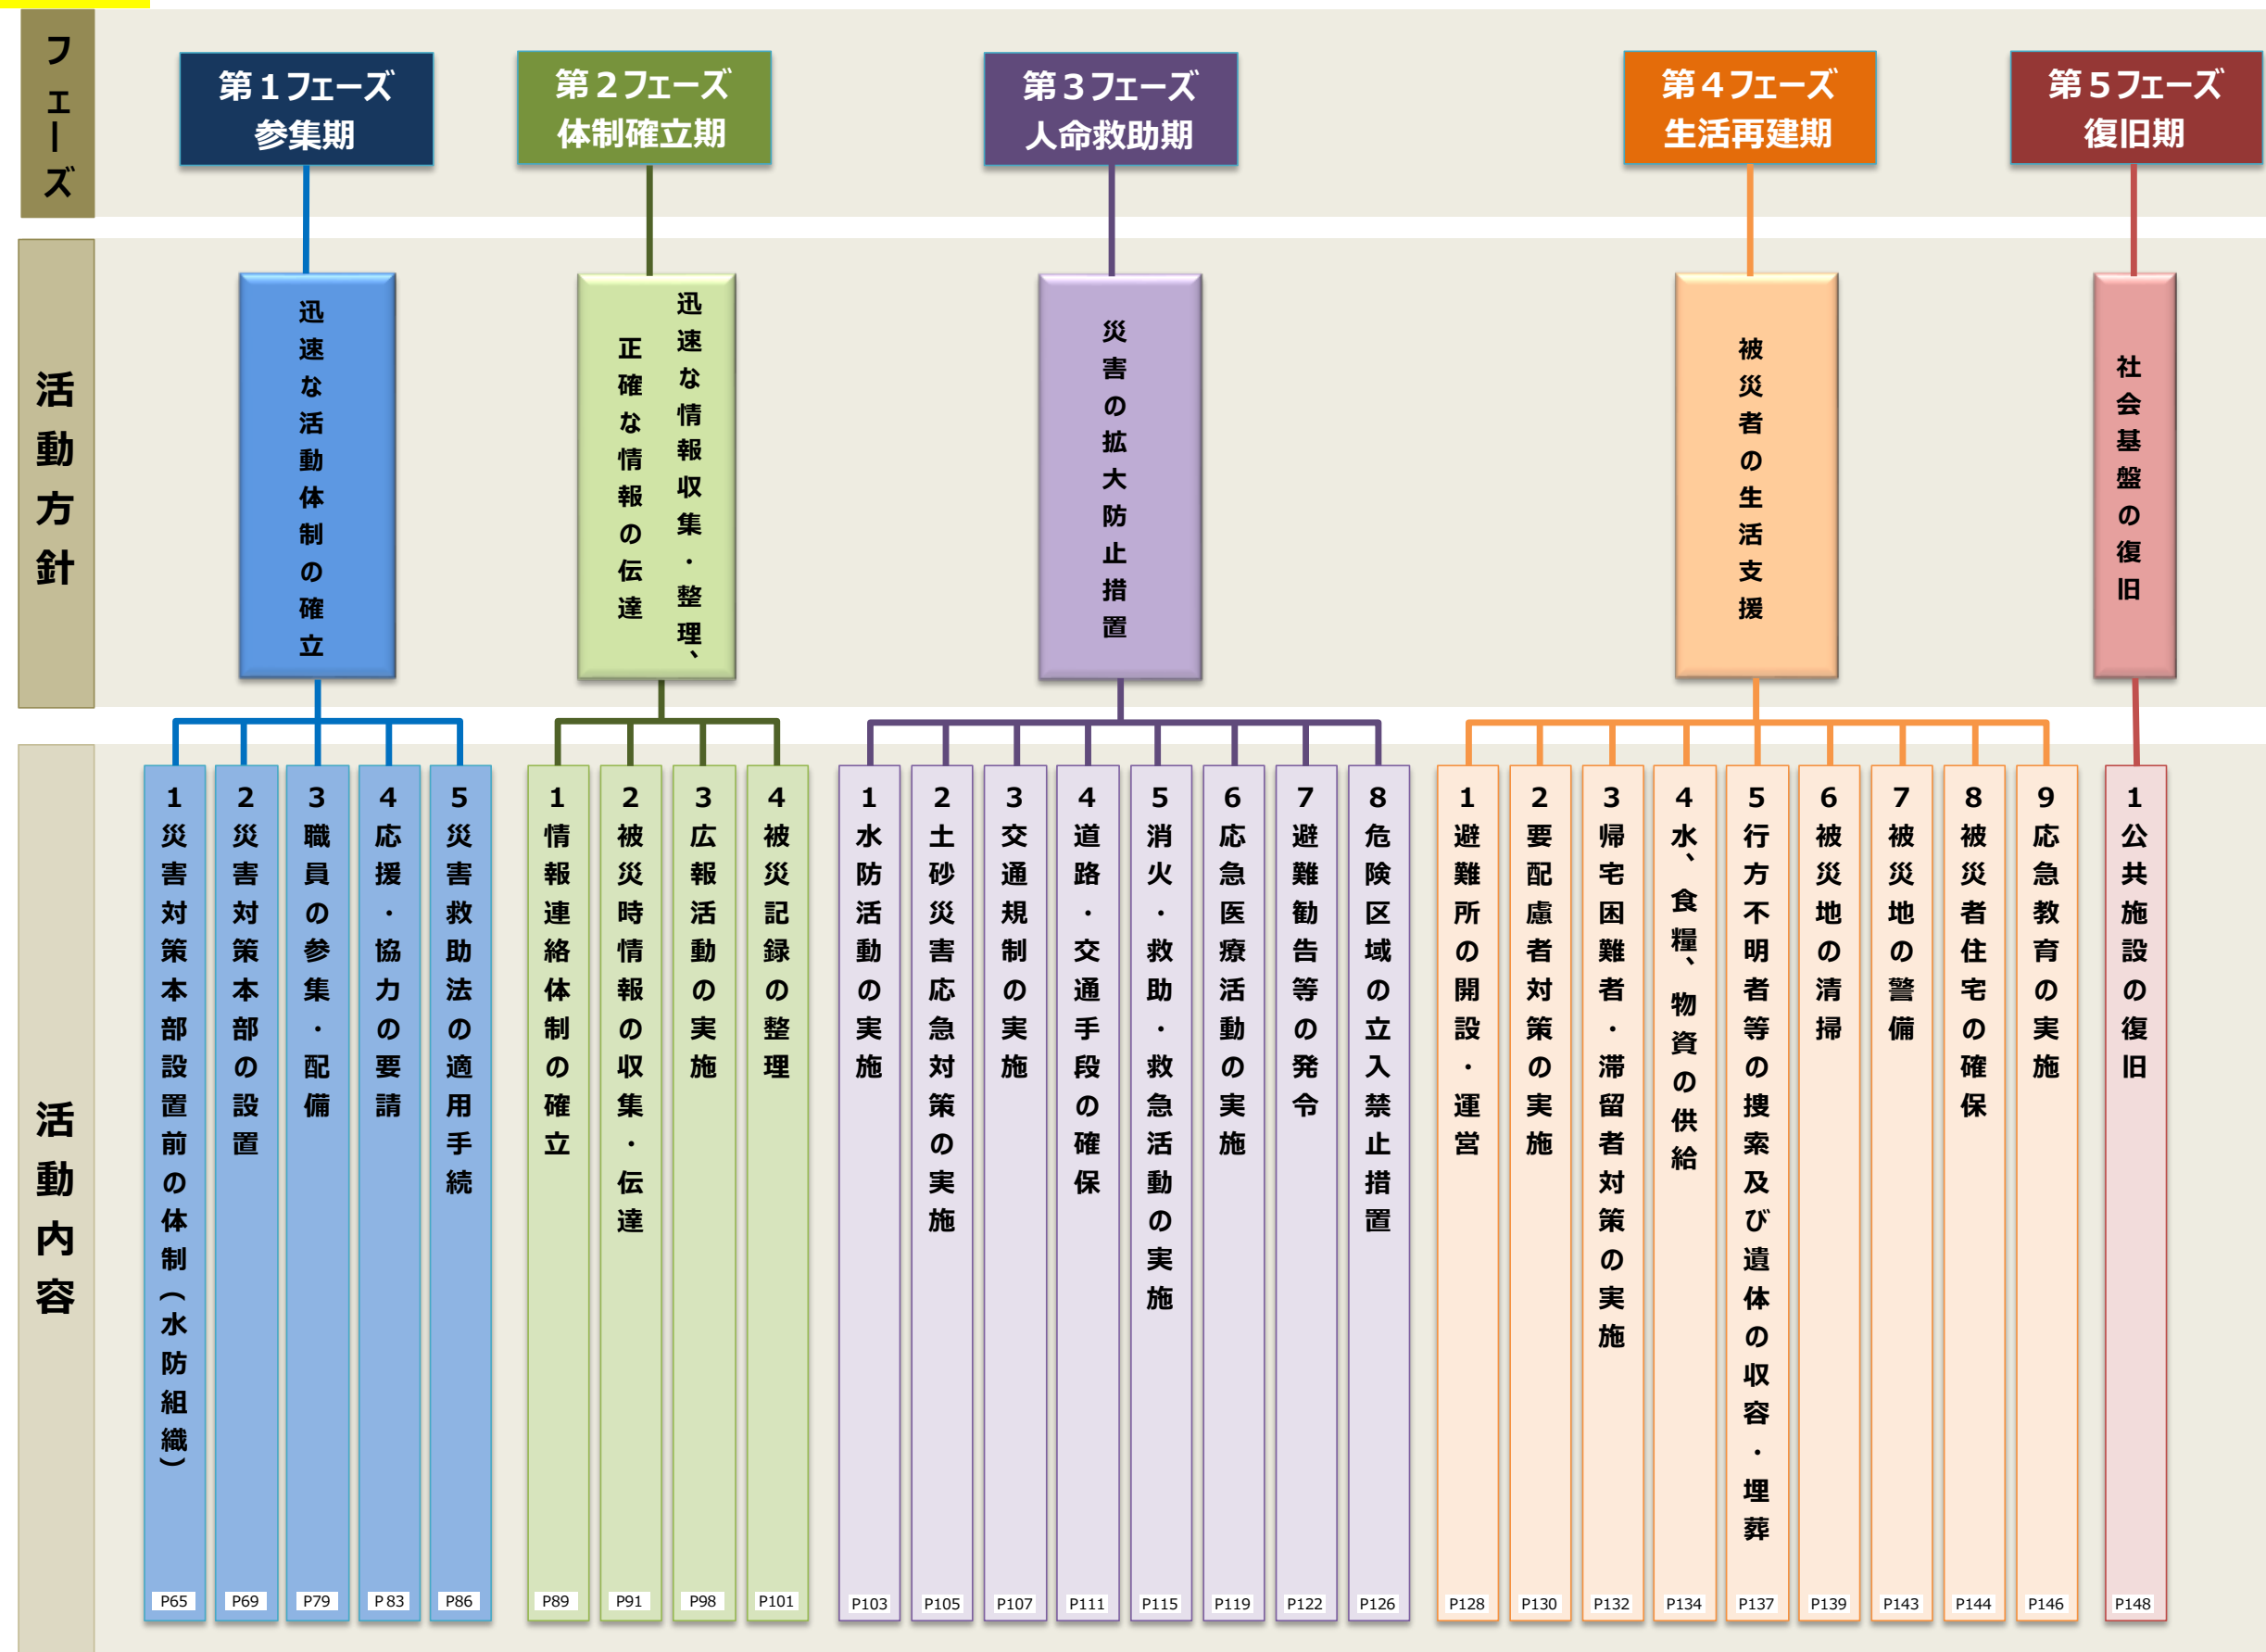 フェーズ
第１フェーズ
参集期
第２フェーズ
体制確立期
第３フェーズ
人命救助期
第４フェーズ
生活再建期
第５フェーズ
復旧期
活動方針
迅速な活動体制の確立
迅速な情報収集・整理、
正確な情報の伝達
災害の拡大防止措置
被災者の生活支援
社会基盤の復旧
活動内容
1災害対策本部設置前の体制(水防組織)
P65
2災害対策本部の設置
P69
3職員の参集・配備
P79
4応援・協力の要請
P83
5災害救助法の適用手続
P86
1情報連絡体制の確立
P89
2被災時情報の収集・伝達
P91
3広報活動の実施
P98
4被災記録の整理
P101
1水防活動の実施
P103
2土砂災害応急対策の実施
P105
3交通規制の実施
P107
4道路・交通手段の確保
P111
5消火・救助・救急活動の実施
P115
6応急医療活動の実施
P119
7避難勧告等の発令
P122
8危険区域の立入禁止措置
P126
1避難所の開設・運営
P128
2要配慮者対策の実施
P130
3帰宅困難者・滞留者対策の実施
P132
4水、食糧、物資の供給
P134
5行方不明者等の捜索及び遺体の収容・埋葬
P137
6被災地の清掃
P139
7被災地の警備
P143
8被災者住宅の確保
P144
9応急教育の実施
P146
1公共施設の復旧
P148